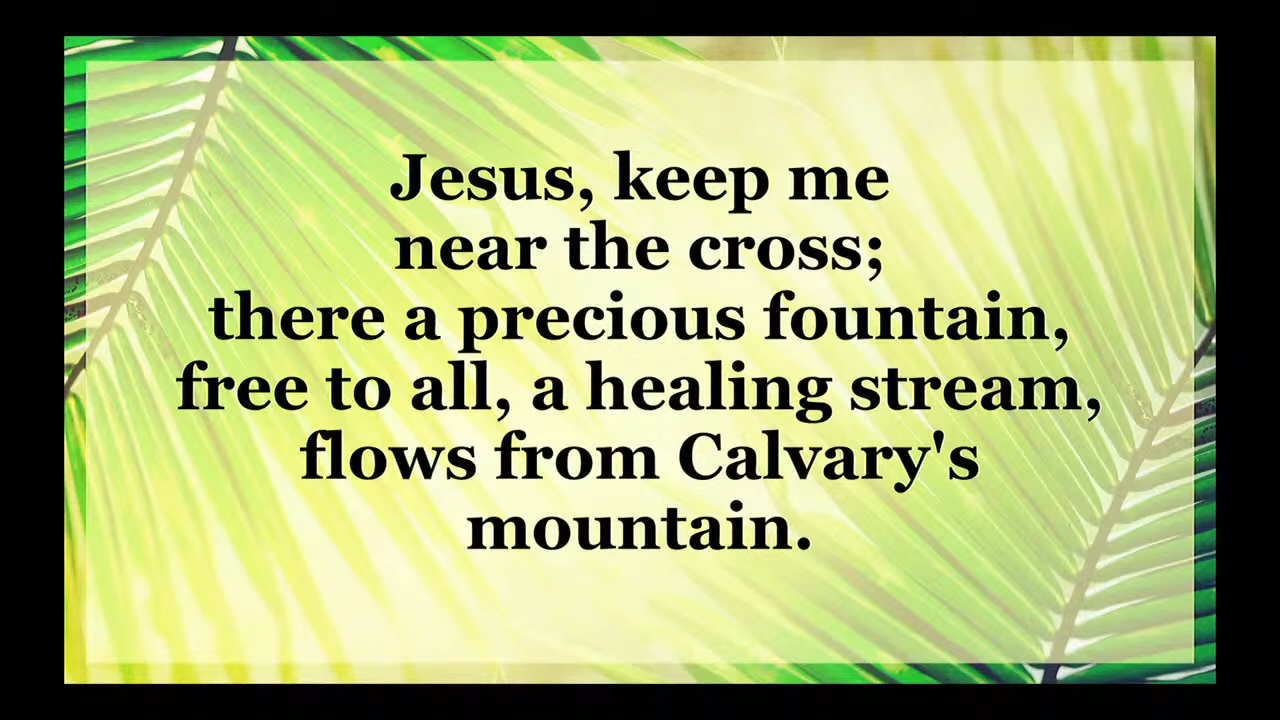 Jesus, keep me
near the cross;
there a precious fountain,
free to all, a healing stream,
flows from Calvary's
mountain.